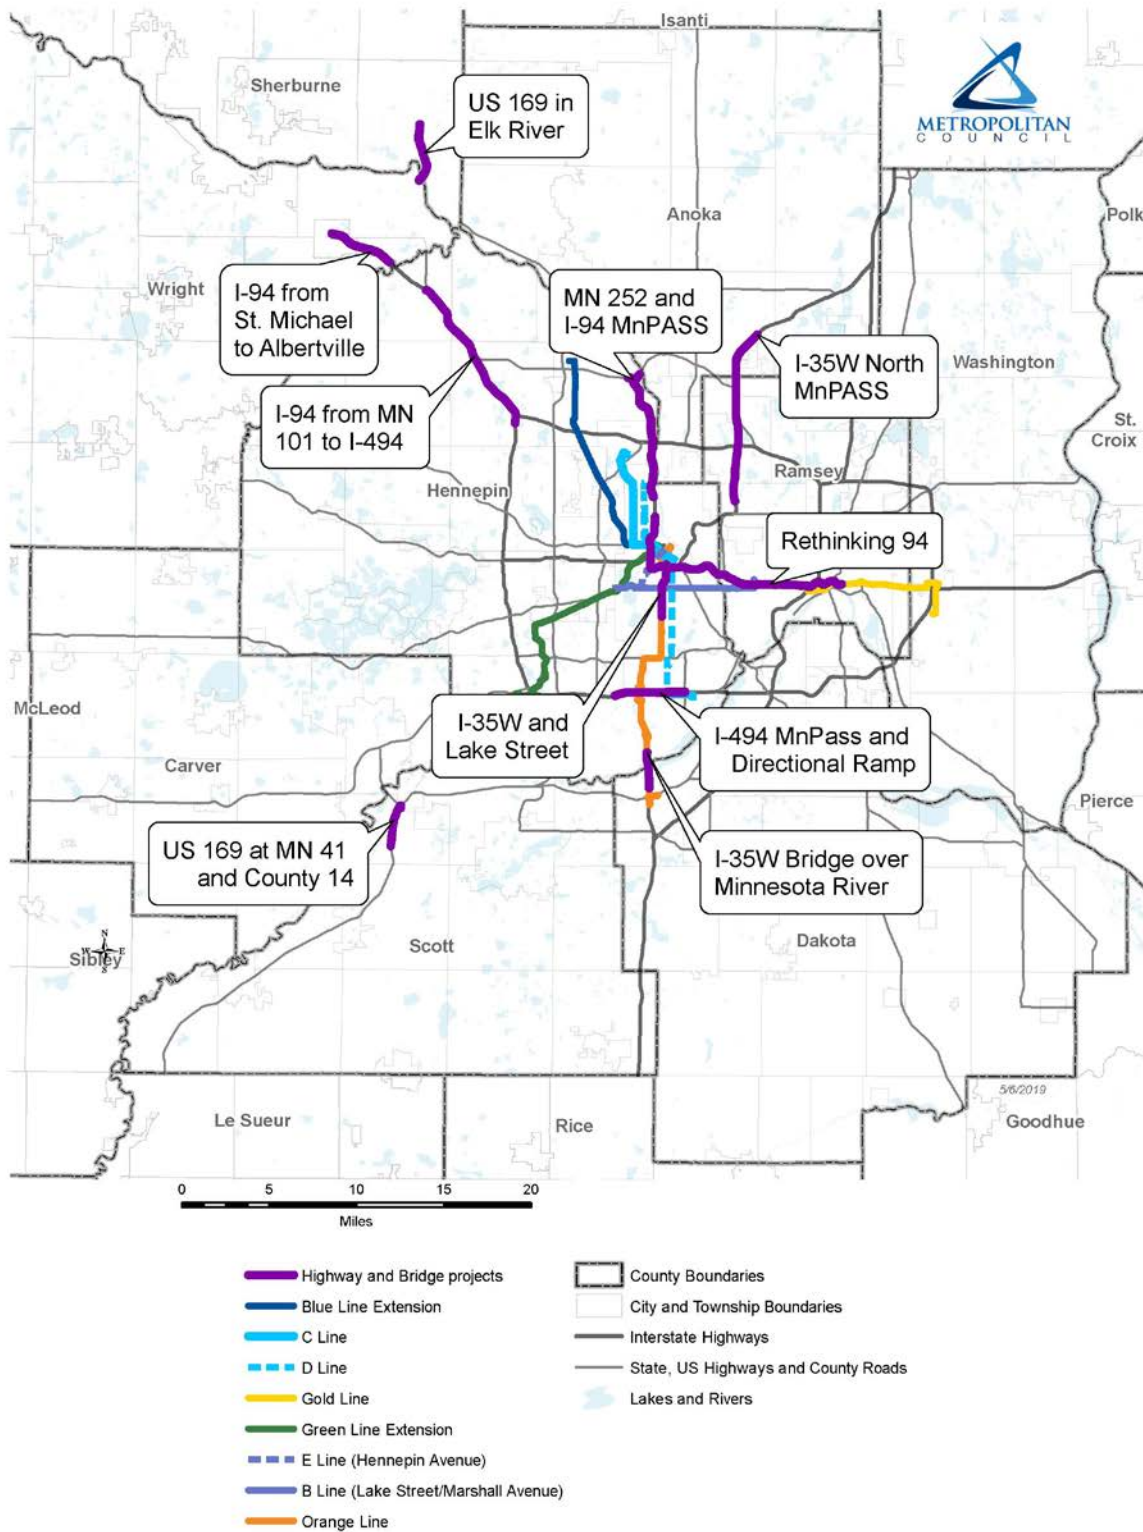 Isanti
Sherburne
US 169 in
Elk River
METROPOLITAN
COUNCIL
Anoka
Polk
Wright
I-94 from
St. Michael
to Albertville
MN 252 and
I-94 MnPASS
I-35W North
MnPASS
Washington
I-94 from MN
101 to I-494
St.
Croix
Ramsey
Hennepin
Rethinking 94
McLeod
I-35W and
Lake Street
I-494 MnPass and
Directional Ramp
Carver
Pierce
US 169 at MN 41
and County 14
I-35W Bridge over
Minnesota River
N
W E
S
Sibley
Scott
Dakota
5/6/2019
Le Sueur
Rice
Goodhue
0 5 10 15 20
Miles
Highway and Bridge projects
Blue Line Extension
C Line
D Line
Gold Line
Green Line Extension
E Line (Hennepin Avenue)
B Line (Lake Street/Marshall Avenue)
Orange Line
County Boundaries
City and Township Boundaries
Interstate Highways
State, US Highways and County Roads
Lakes and Rivers